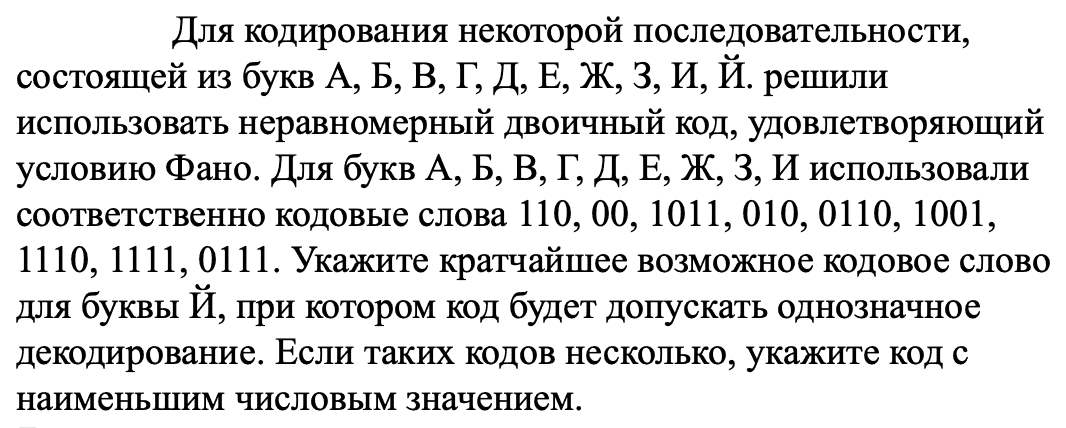 Для кодирования некоторой последовательности,
состоящей из букв А, Б, В, Г, Д, Е, Ж, З, И, Й. решили
использовать неравномерный двоичный код, удовлетворяющий
условию Фано. Для букв А, Б, В, Г, Д, Е, Ж, З, И использовали
соответственно кодовые слова 110, 00, 1011, 010, 0110, 1001,
1110, 1111, 0111. Укажите кратчайшее возможное кодовое слово
для буквы Й, при котором код будет допускать однозначное
декодирование. Если таких кодов несколько, укажите код с
наименьшим числовым значением.